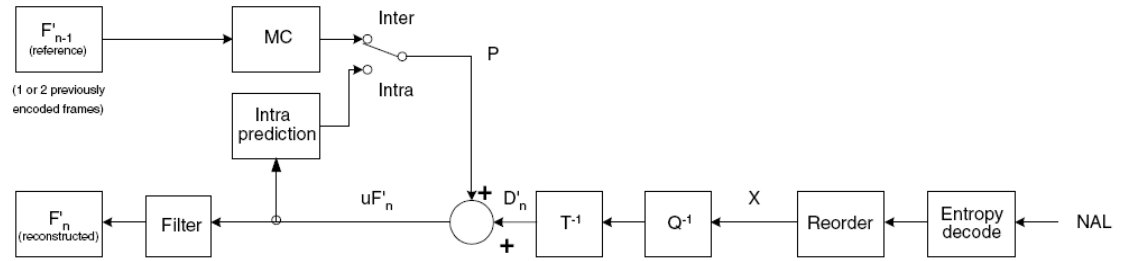 F'n-1
(reference)
(1 or 2 previously
encoded frames)
MC
Inter
P
Intra
Intra
prediction
F'n
(reconstructed)
Filter
uF'n
+
+
D'n
T-1
Q-1
X
Reorder
Entropy
decode
NAL